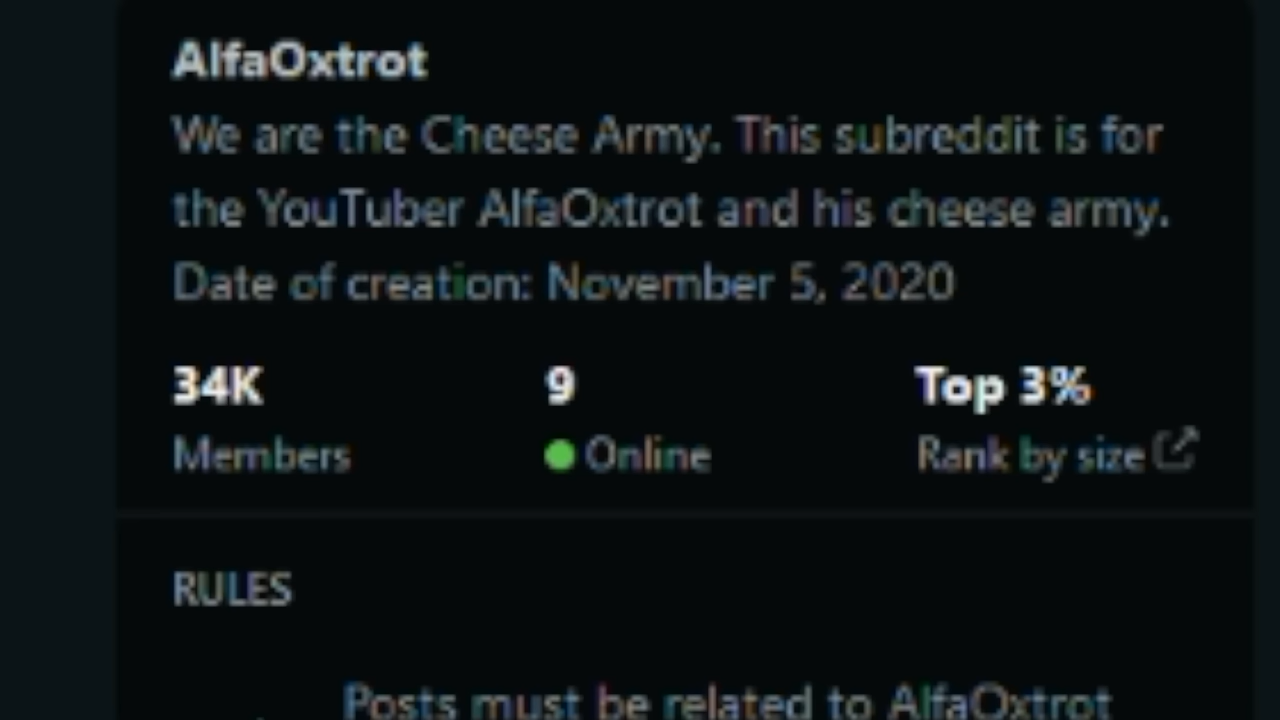 AlfaOxtrot
We are the Cheese Army. This subreddit is for
the YouTuber AlfaOxtrot and his cheese army.
Date of creation: November 5, 2020
34K 9 Top 3%
Members Online Rank by size
RULES
Posts must be related to AlfaOxtrot